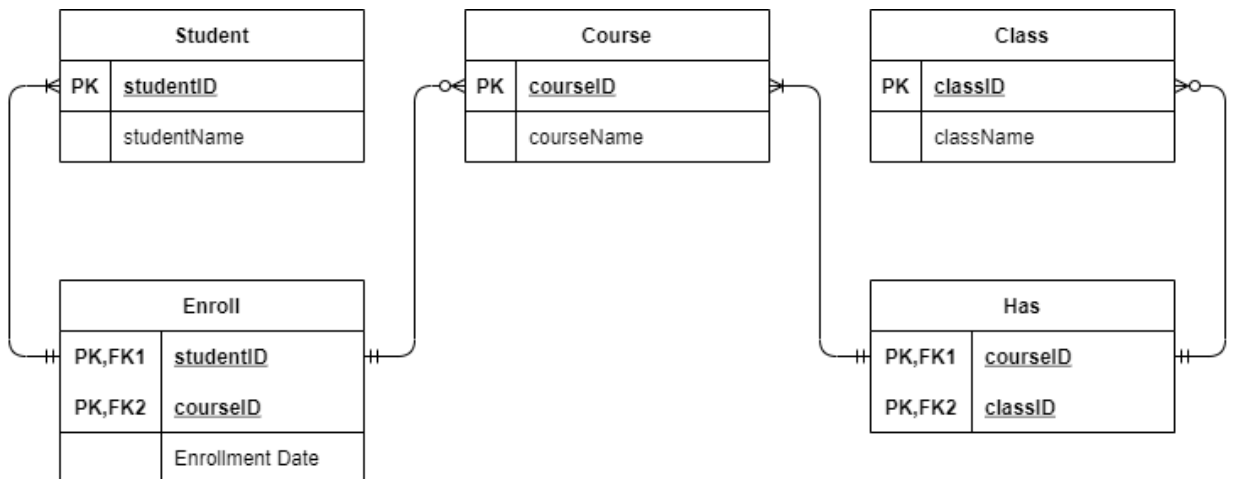 Student
PK studentID
studentName
Course
PK courseID
courseName
Class
PK classID
className
Enroll
PK,FK1 studentID
PK,FK2 courseID
Enrollment Date
Has
PK,FK1 courseID
PK,FK2 classID